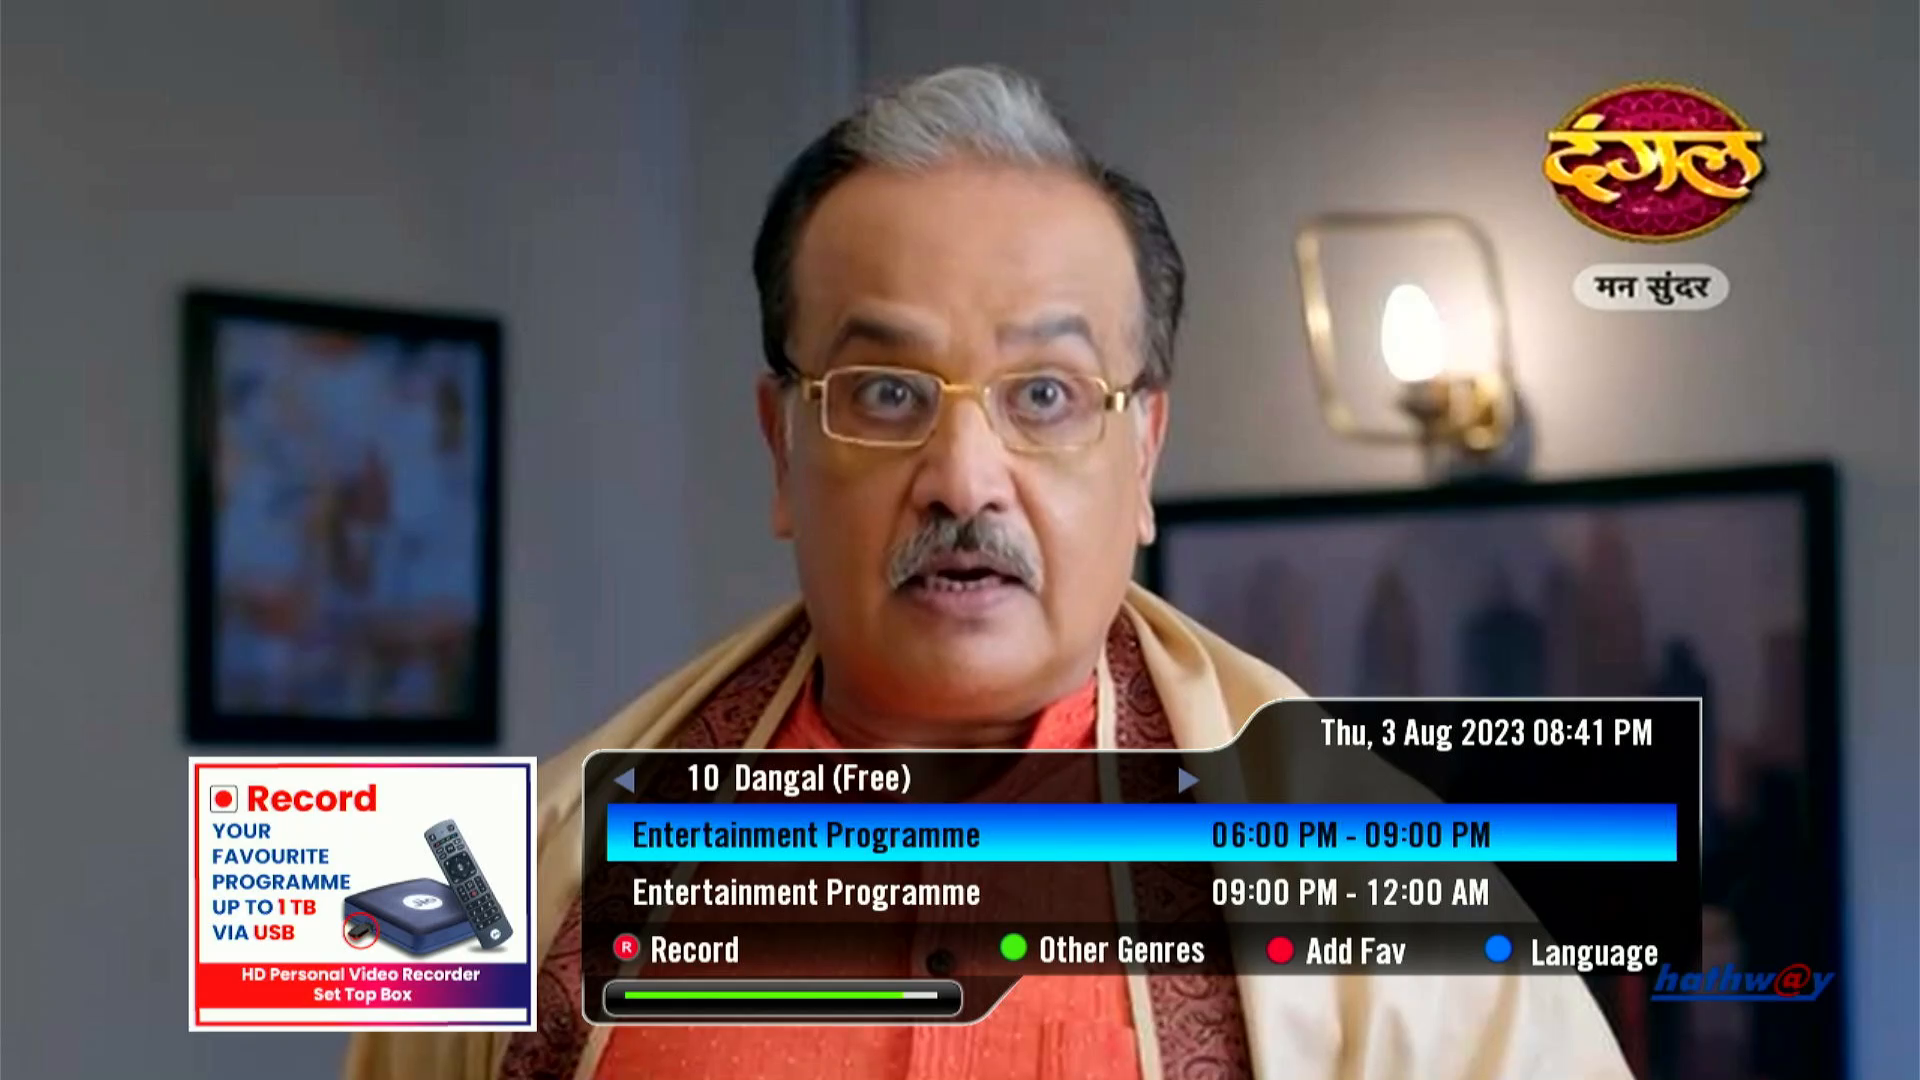 दंगल
मन सुंदर
Thu, 3 Aug 2023 08:41 PM
10 Dangal (Free)
Entertainment Programme 06:00 PM - 09:00 PM
Entertainment Programme 09:00 PM - 12:00 AM
R Record Other Genres Add Fav Language
hathw@y
Record
YOUR
FAVOURITE
PROGRAMME
UP TO 1 TB
VIA USB
Jio
HD Personal Video Recorder
Set Top Box